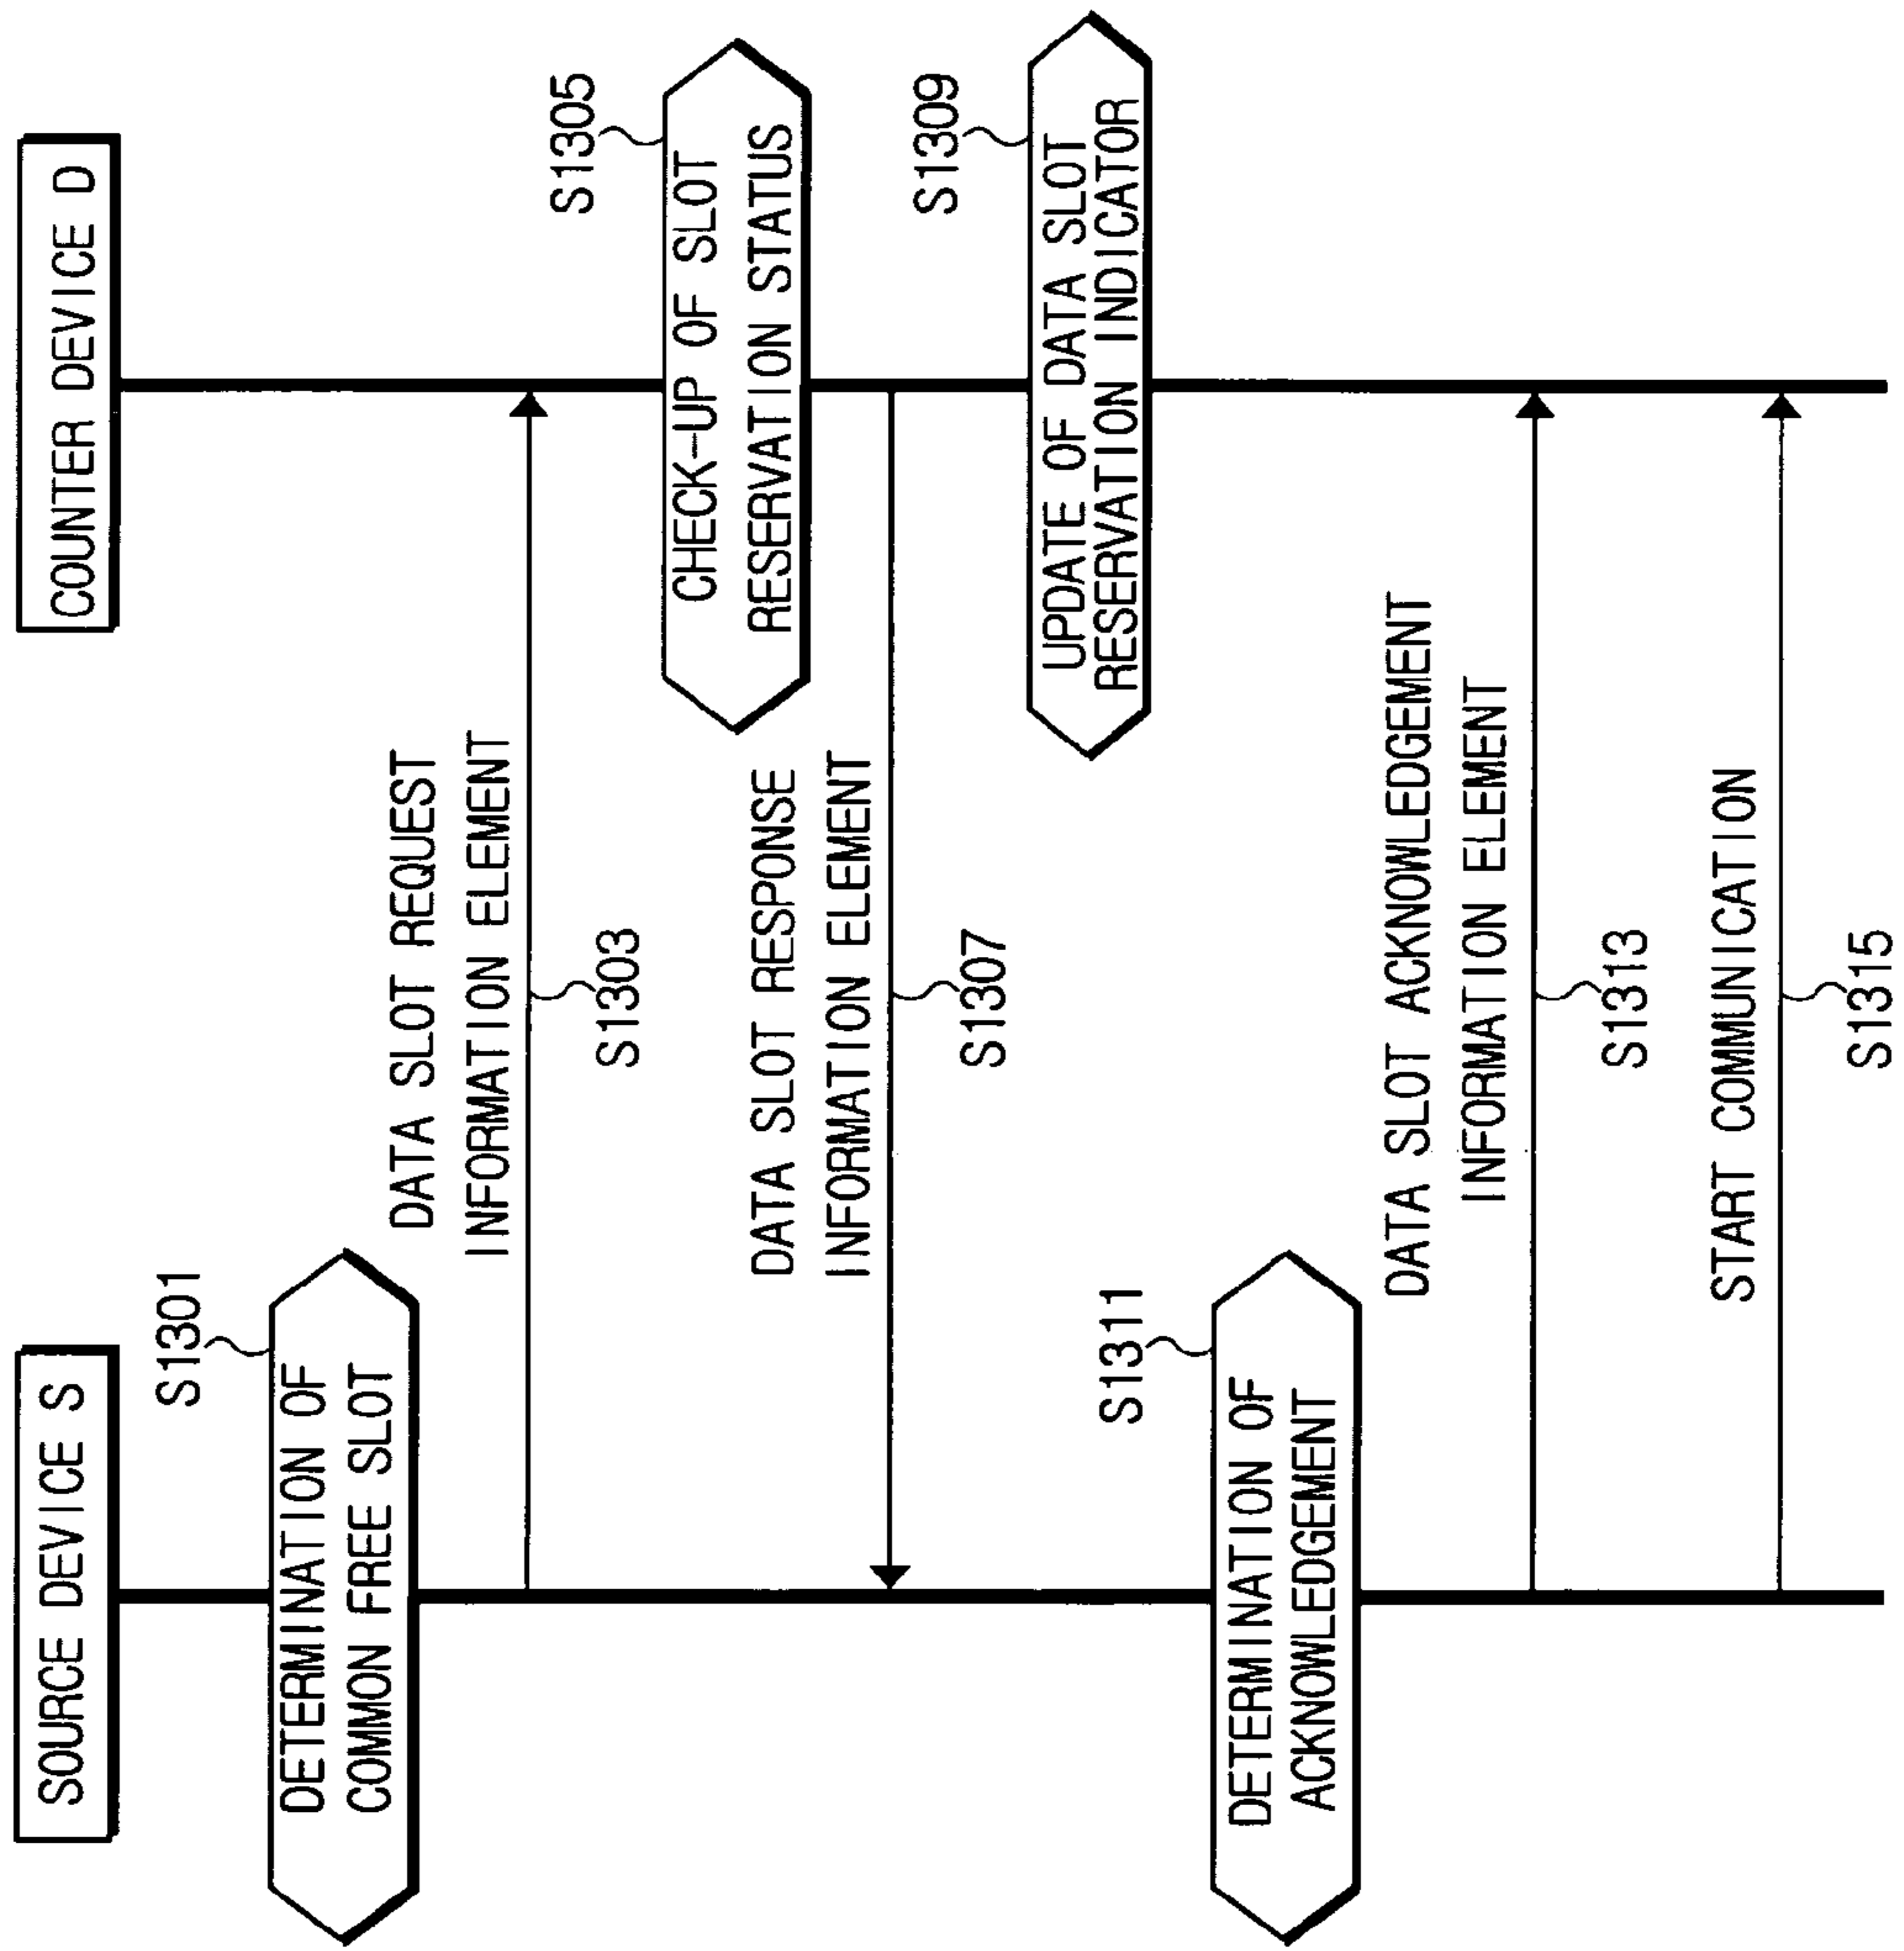 SOURCE DEVICE S
COUNTER DEVICE D
S1301
DETERMINATION OF
COMMON FREE SLOT
DATA SLOT REQUEST
INFORMATION ELEMENT
S1303
S1305
CHECK-UP OF SLOT
RESERVATION STATUS
DATA SLOT RESPONSE
INFORMATION ELEMENT
S1307
S1309
UPDATE OF DATA SLOT
RESERVATION INDICATOR
S1311
DETERMINATION OF
ACKNOWLEDGEMENT
DATA SLOT ACKNOWLEDGEMENT
INFORMATION ELEMENT
S1313
START COMMUNICATION
S1315